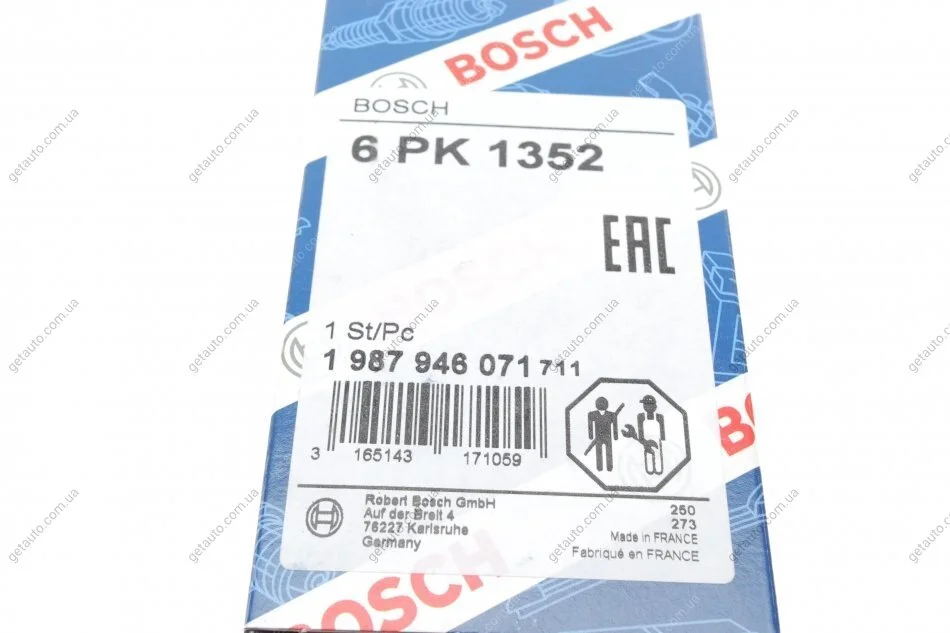 BOSCH
BOSCH
6 PK 1352
EAC
1 St/Pc
1 987 946 071 711
3 165143 171059
BOSCH
Robert Bosch GmbH
Auf der Breit 4
76227 Karlsruhe
Germany
250
273
Made in FRANCE
Fabriqué en FRANCE
BOSCH
getauto.com.ua